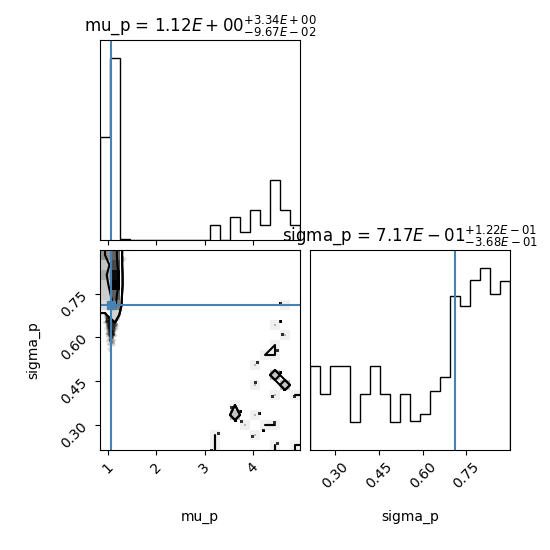 mu_p = 1.12E + 00+3.34E+00−9.67E−02
sigma_p = 7.17E − 01+1.22E−01−3.68E−01
0.75
0.60
0.45
0.30
sigma_p
1 2 3 4
mu_p
0.30 0.45 0.60 0.75
sigma_p